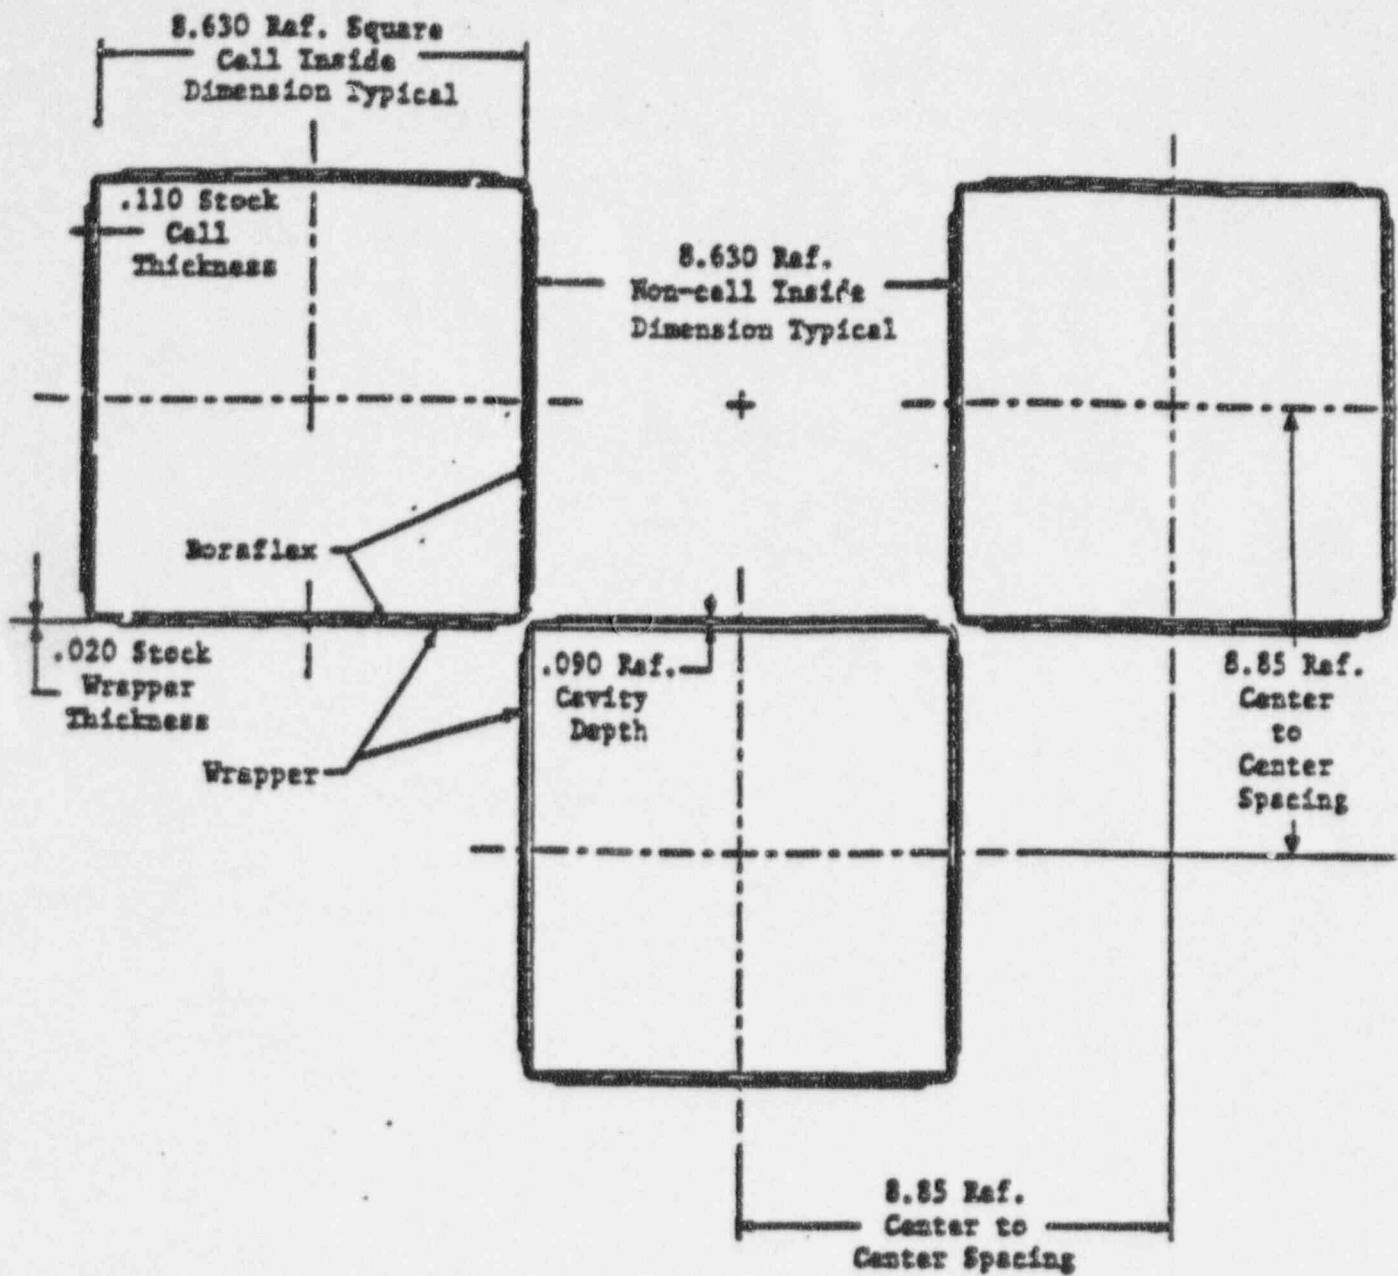 8.630 Ref. Square
Cell Inside
Dimension Typical
.110 Stock
Cell
Thickness
8.630 Ref.
Non-cell Inside
Dimension Typical
Boraflex
.020 Stock
Wrapper
Thickness
.090 Ref.
Cavity
Depth
8.85 Ref.
Center
to
Center
Spacing
Wrapper
8.85 Ref.
Center to
Center Spacing